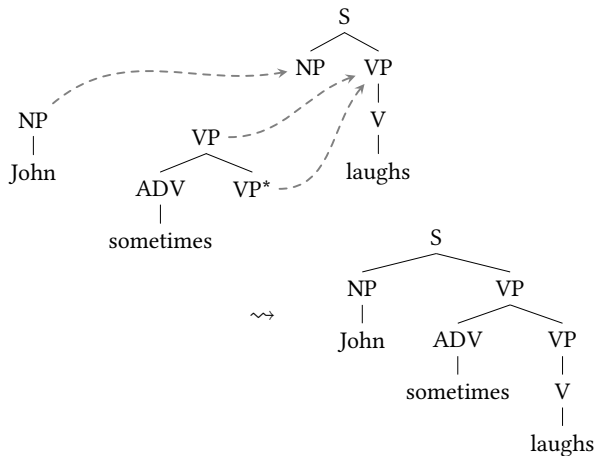 S
NP VP
NP V
VP
John laughs
ADV VP*
sometimes
S
NP VP
⇝
John ADV VP
sometimes V
laughs